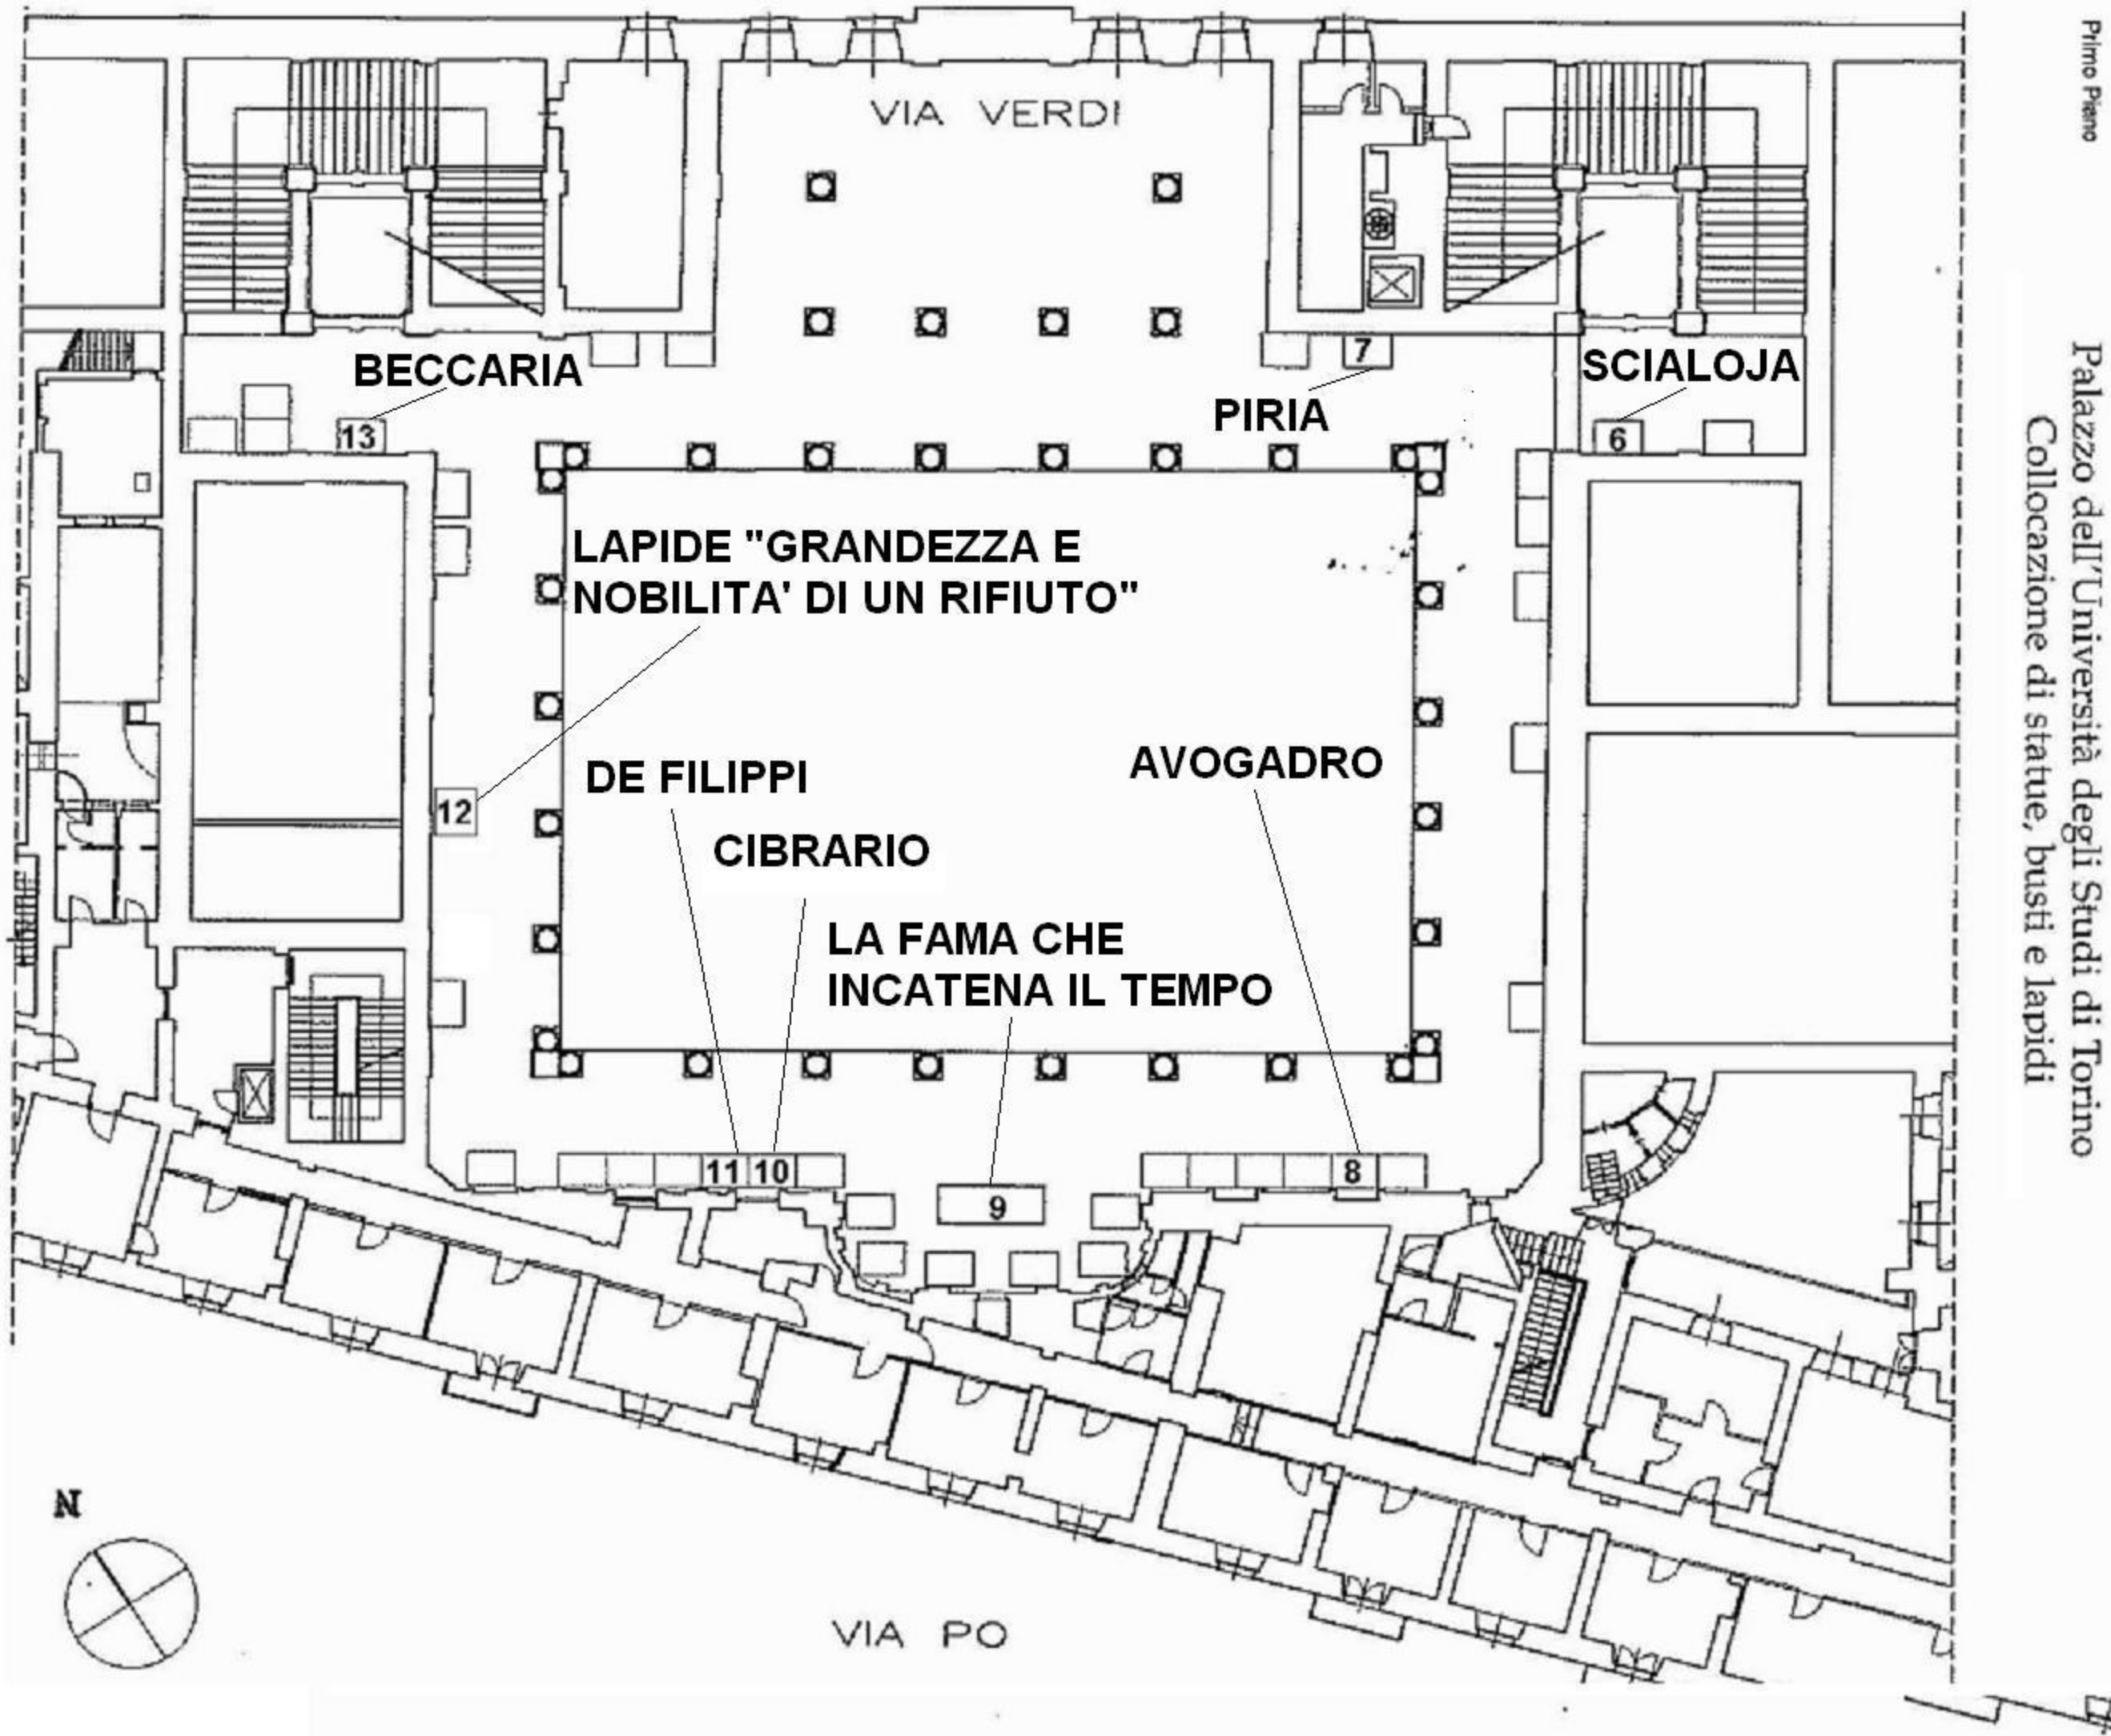 Primo Piano
Palazzo dell'Università degli Studi di Torino
Collocazione di statue, busti e lapidi
VIA VERDI
BECCARIA
13
7
PIRIA
SCIALOJA
6
LAPIDE "GRANDEZZA E
NOBILITA' DI UN RIFIUTO"
12
DE FILIPPI
CIBRARIO
AVOGADRO
LA FAMA CHE
INCATENA IL TEMPO
11
10
9
8
N
VIA PO